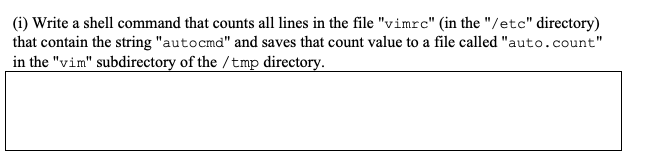 (i) Write a shell command that counts all lines in the file "vimrc" (in the "/etc" directory)
that contain the string "autocmd" and saves that count value to a file called "auto.count"
in the "vim" subdirectory of the /tmp directory.